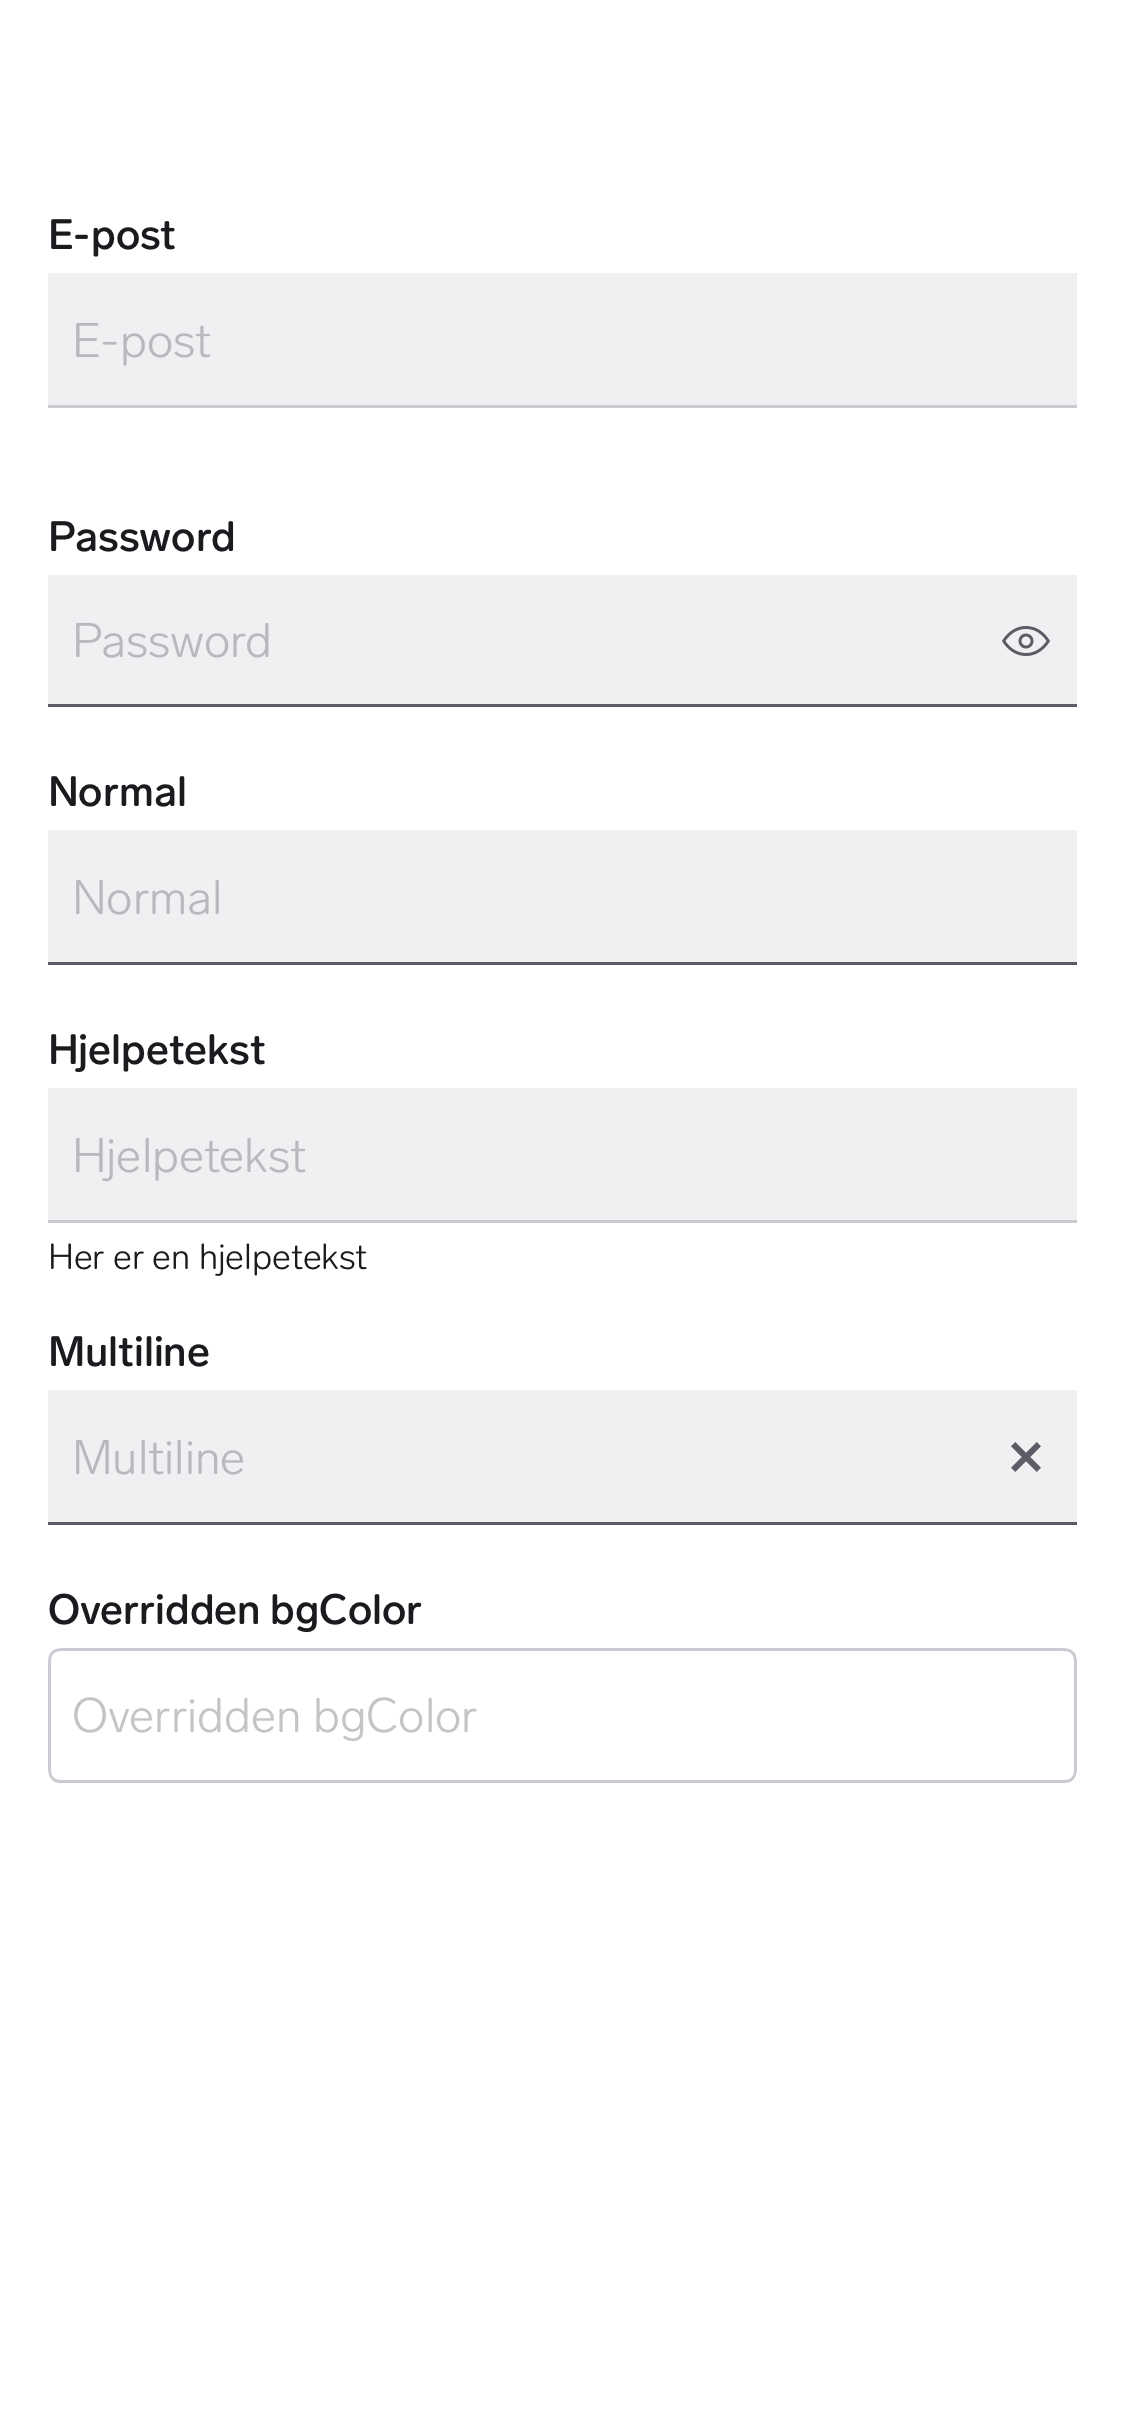 E-post
E-post
Password
Password
Normal
Normal
Hjelpetekst
Hjelpetekst
Her er en hjelpetekst
Multiline
Multiline
Overridden bgColor
Overridden bgColor